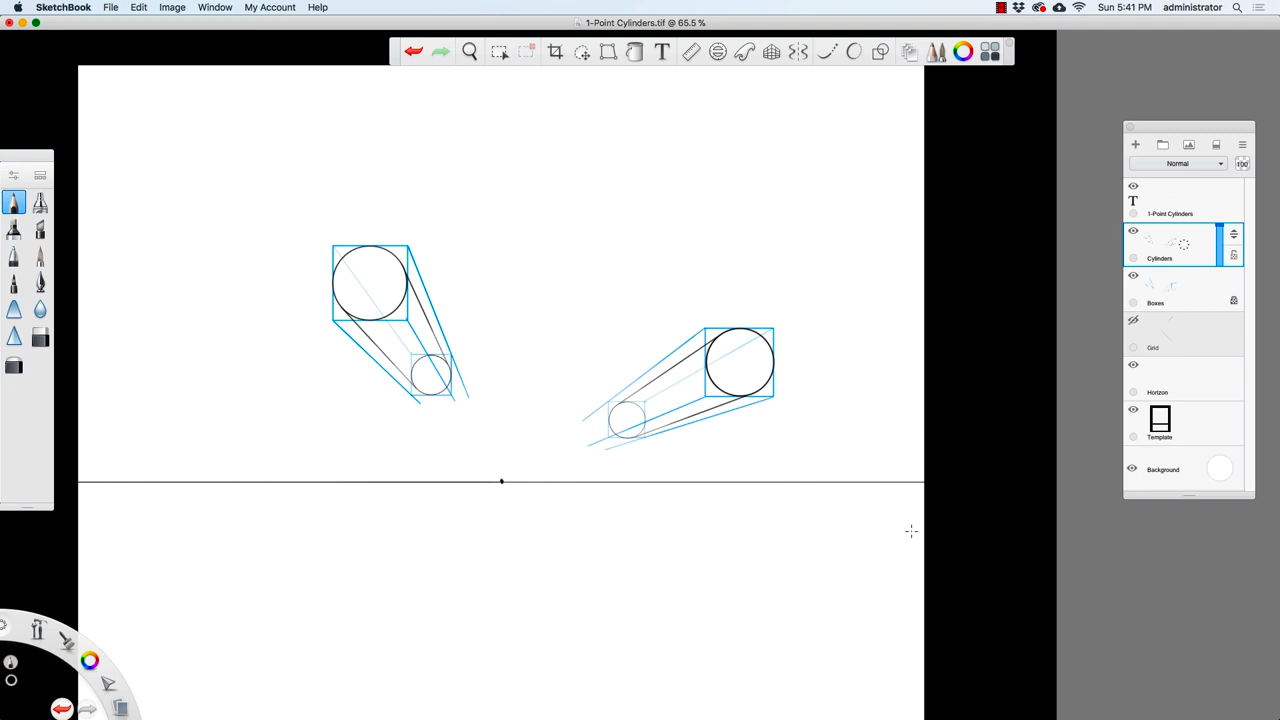 SketchBook File Edit Image Window My Account Help Sun 5:41 PM administrator
1-Point Cylinders.tif @ 65.5 %
T
Normal
100
T
1-Point Cylinders
Cylinders
Boxes
Grid
Horizon
Template
Background